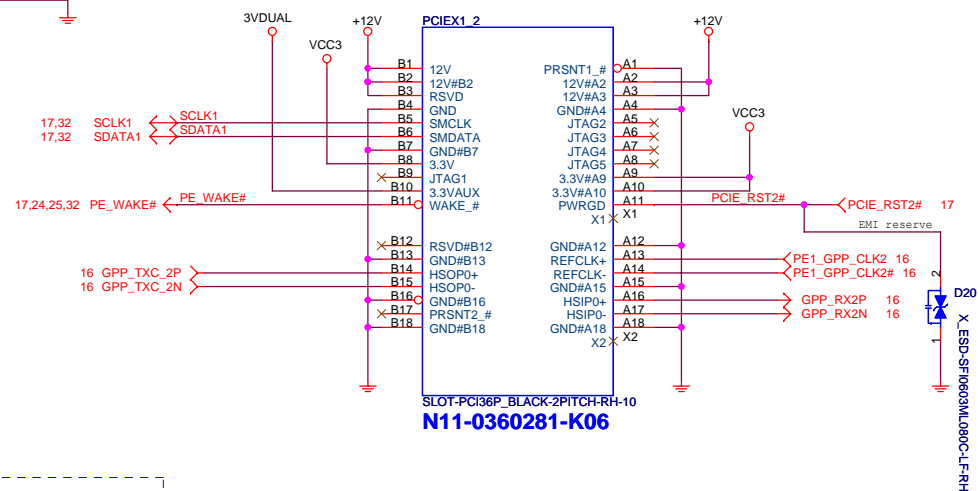 3VDUAL
+12V
VCC3
PCIEX1_2
+12V
VCC3
B1 12V PRSNT1_# A1
B2 12V#B2 12V#A2 A2
B3 RSVD 12V#A3 A3
B4 GND GND#A4 A4
17,32 SCLK1 SCLK1 B5 SMCLK JTAG2 A5
17,32 SDATA1 SDATA1 B6 SMDATA JTAG3 A6
B7 GND#B7 JTAG4 A7
B8 3.3V JTAG5 A8
B9 JTAG1 3.3V#A9 A9
B10 3.3VAUX 3.3V#A10 A10
17,24,25,32 PE_WAKE# PE_WAKE# B11 WAKE_# PWRGD A11 PCIE_RST2# PCIE_RST2# 17
X1 X1
EMI reserve
B12 RSVD#B12 GND#A12 A12
B13 GND#B13 REFCLK+ A13 PE1_GPP_CLK2 16
16 GPP_TXC_2P B14 HSOP0+ REFCLK- A14 PE1_GPP_CLK2# 16
16 GPP_TXC_2N B15 HSOP0- GND#A15 A15
B16 GND#B16 HSIP0+ A16 GPP_RX2P 16
B17 PRSNT2_# HSIP0- A17 GPP_RX2N 16
B18 GND#B18 GND#A18 A18
X2 X2
2
D20
1
X_ESD-SFI0603ML080C-LF-RH
SLOT-PCI36P_BLACK-2PITCH-RH-10
N11-0360281-K06